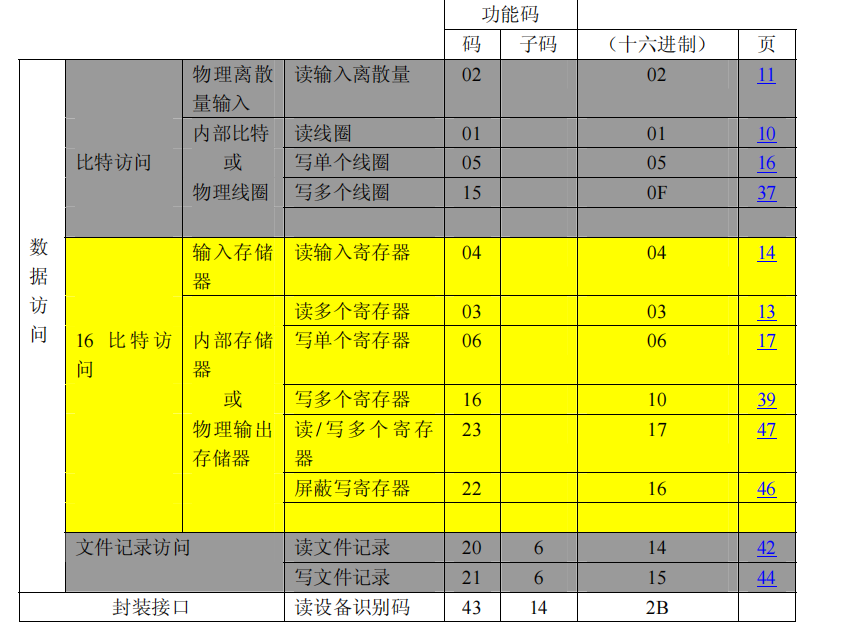 功能码
码 子码 （十六进制） 页
物理离散 读输入离散量 02 02 11
量输入
内部比特 读线圈 01 01 10
比特访问 或 写单个线圈 05 05 16
物理线圈 写多个线圈 15 0F 37
数
据
访
问
输入存储 读输入寄存器 04 04 14
器
读多个寄存器 03 03 13
16 比特访 内部存储 写单个寄存器 06 06 17
问 器
或 写多个寄存器 16 10 39
物理输出 读/写多个寄存 23 17 47
存储器 器
屏蔽写寄存器 22 16 46
文件记录访问 读文件记录 20 6 14 42
写文件记录 21 6 15 44
封装接口 读设备识别码 43 14 2B